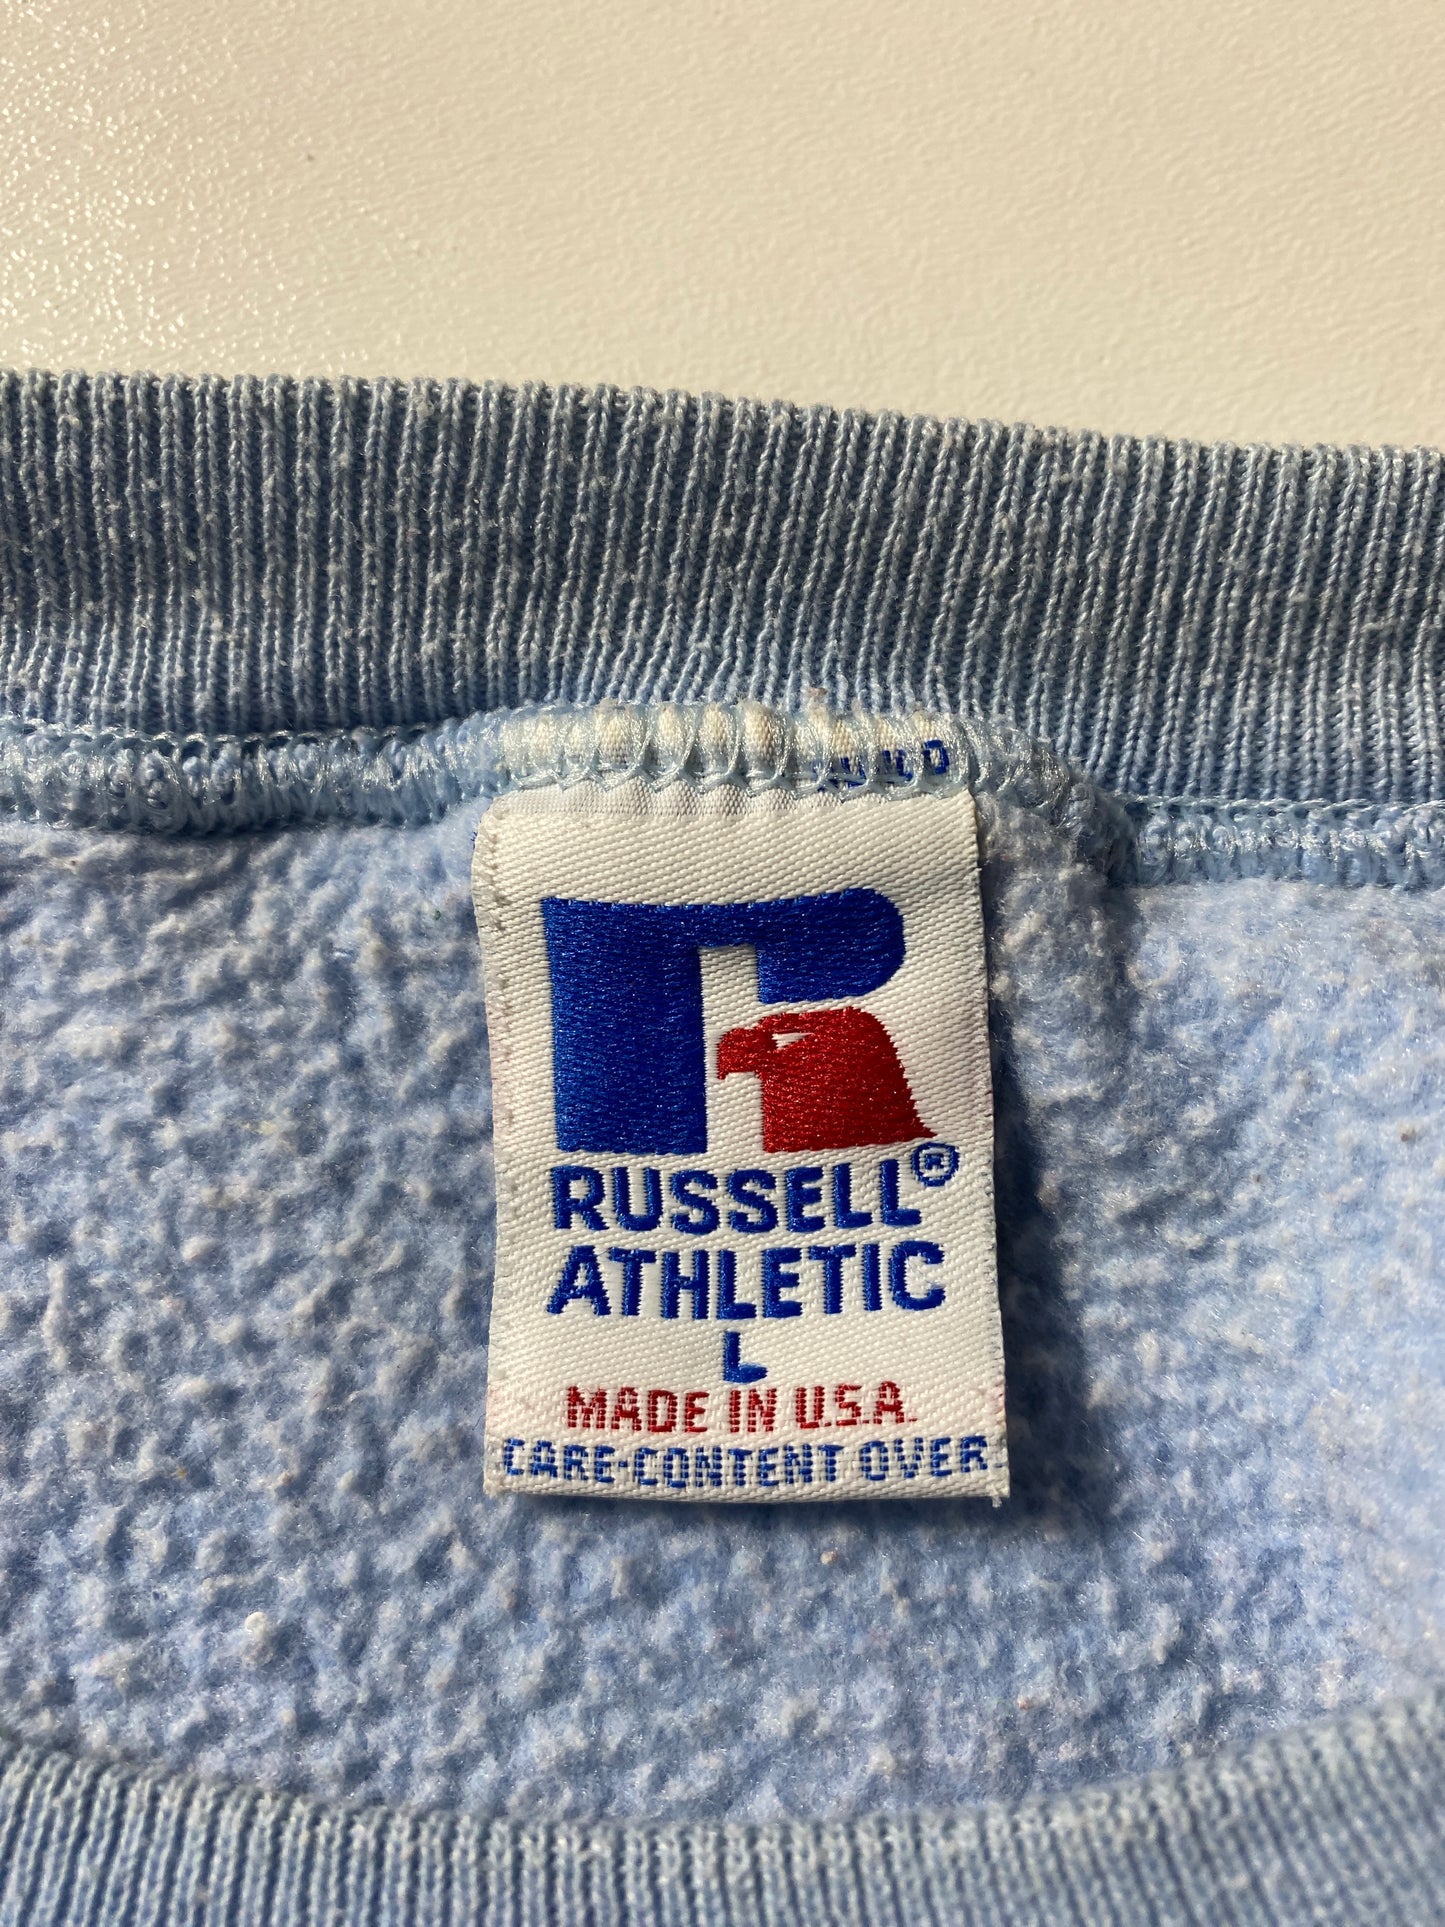 R
RUSSELL®
ATHLETIC
L
MADE IN U.S.A.
CARE-CONTENT OVER